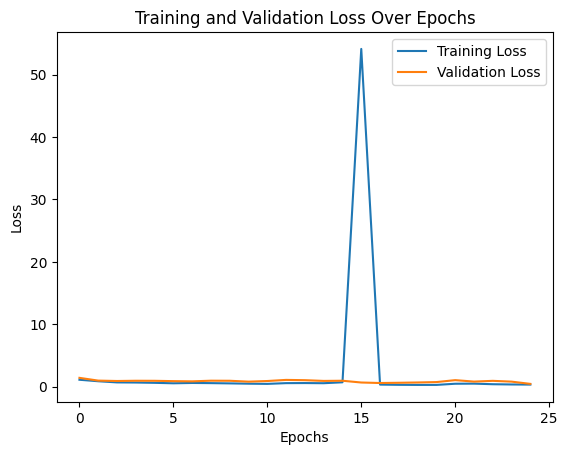 Training and Validation Loss Over Epochs
Training Loss
Validation Loss
Loss
50
40
30
20
10
0
0 5 10 15 20 25
Epochs